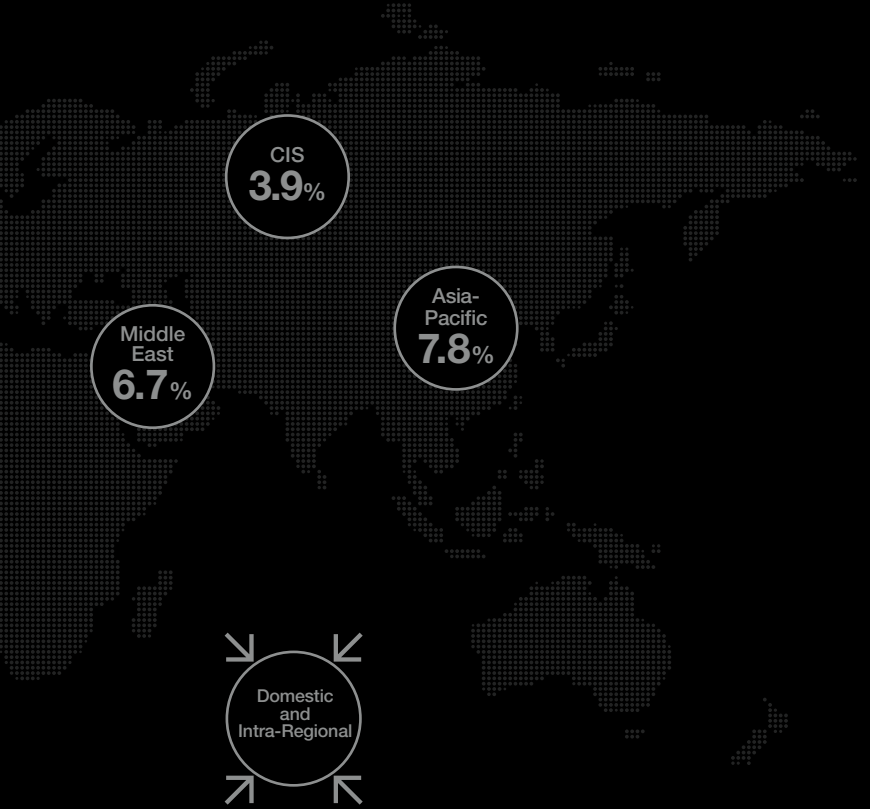 CIS
3.9%
Asia-
Pacific
7.8%
Middle
East
6.7%
Domestic
and
Intra-Regional